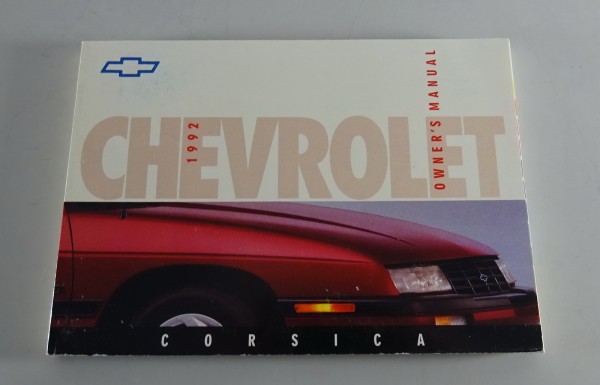 CHEVROLET
1992
OWNER'S MANUAL
CORSICA